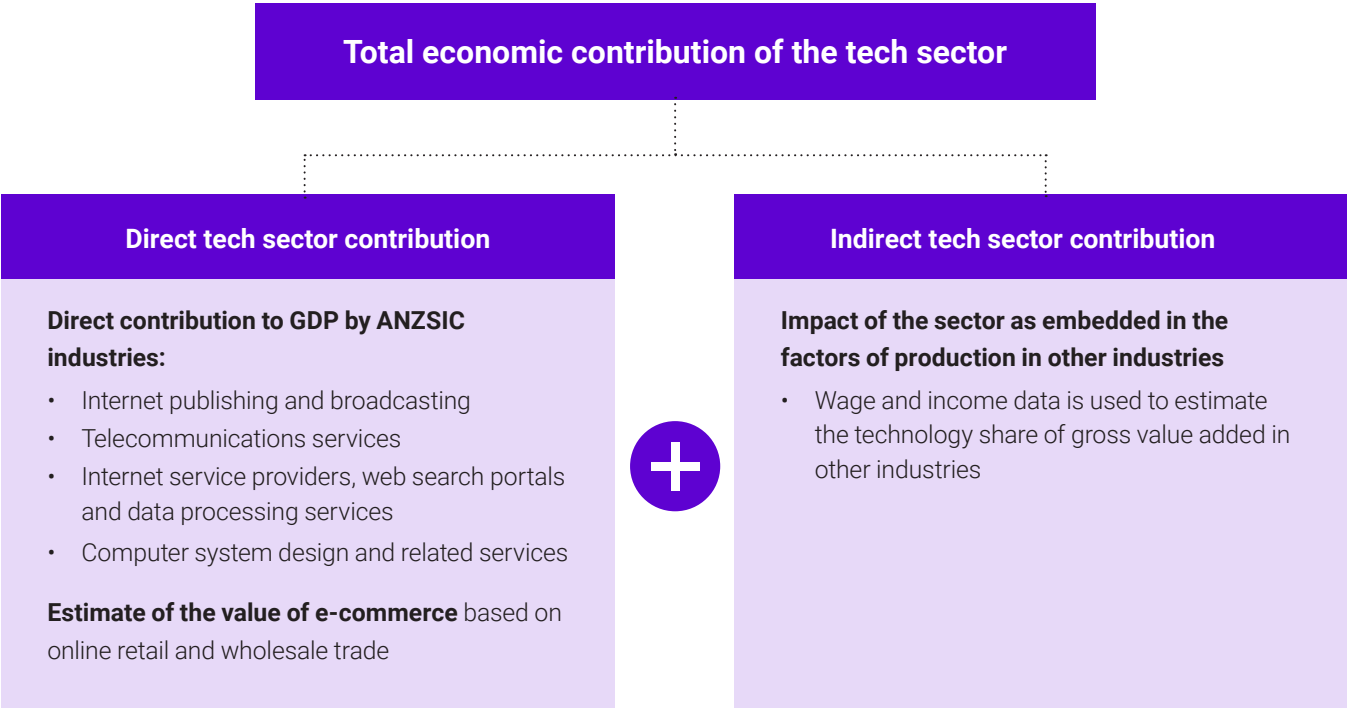 Total economic contribution of the tech sector
Direct tech sector contribution
Direct contribution to GDP by ANZSIC
industries:
• Internet publishing and broadcasting
• Telecommunications services
• Internet service providers, web search portals
and data processing services
• Computer system design and related services
Estimate of the value of e-commerce based on
online retail and wholesale trade
Indirect tech sector contribution
Impact of the sector as embedded in the
factors of production in other industries
• Wage and income data is used to estimate
the technology share of gross value added in
other industries